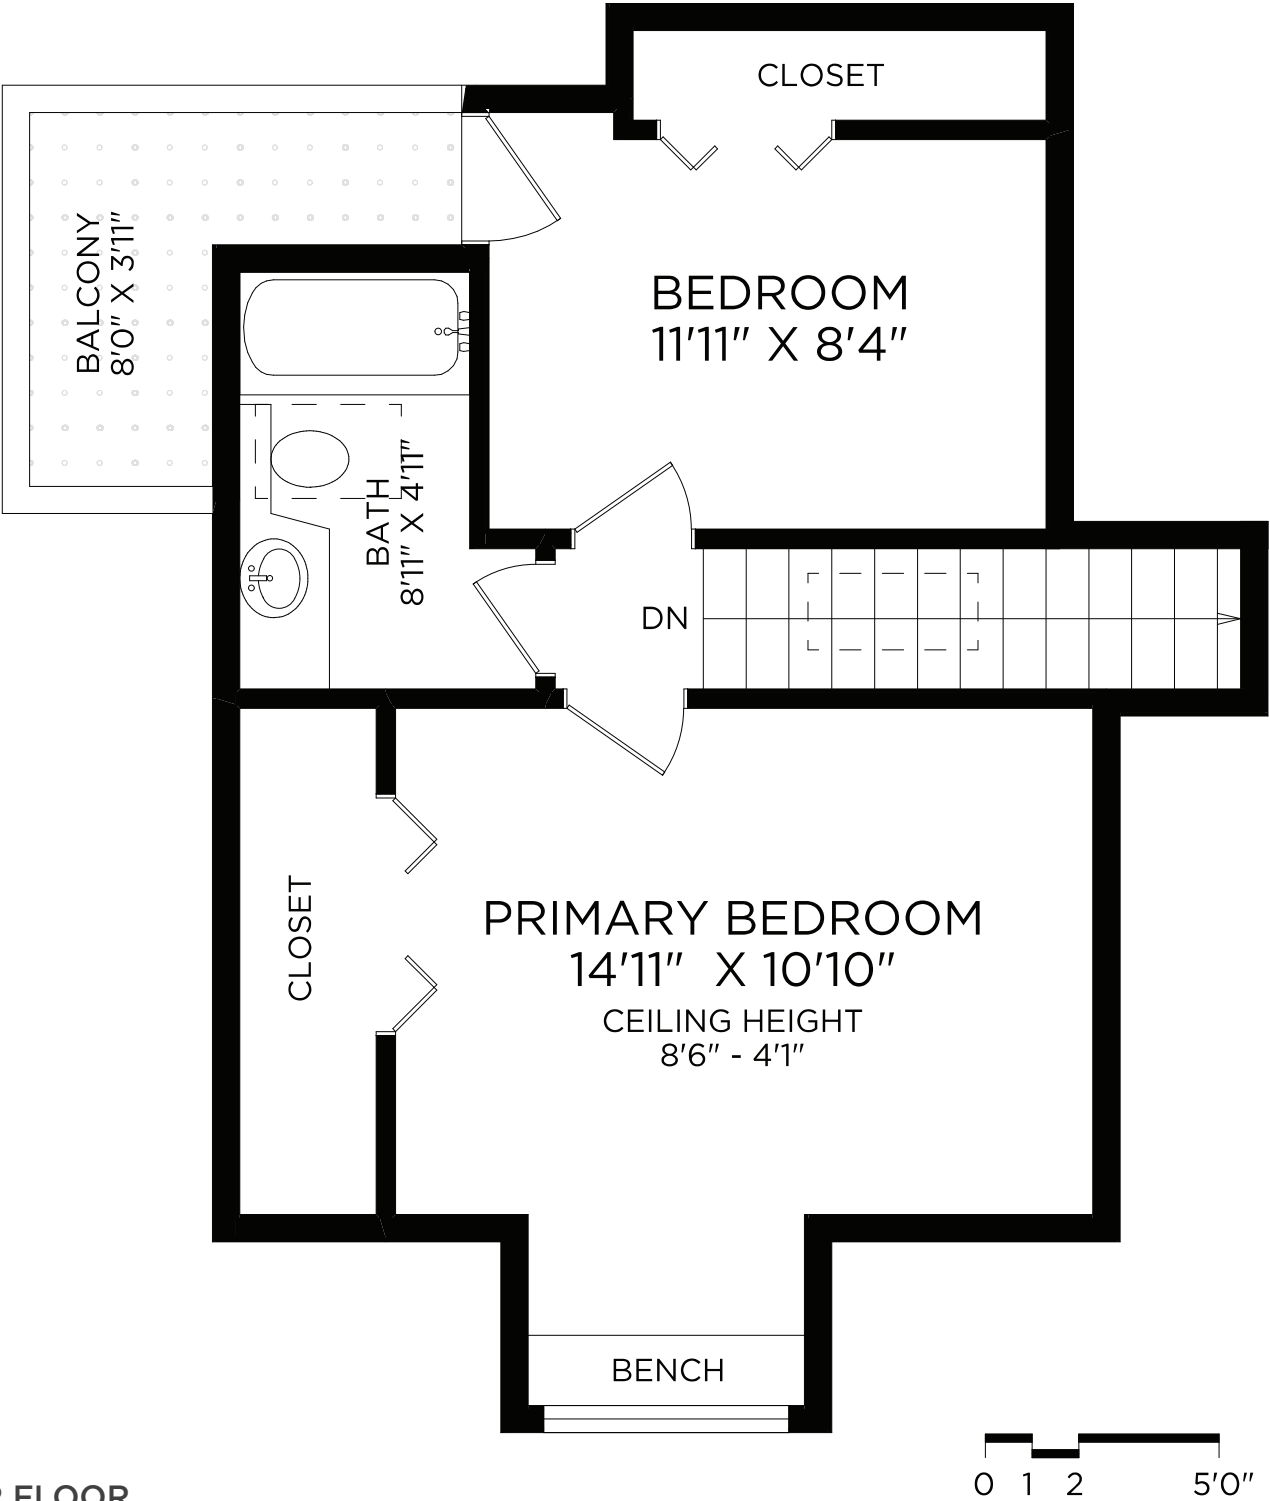 CLOSET
BALCONY
8'0" X 3'11"
BEDROOM
11'11" X 8'4"
BATH
8'11" X 4'11"
DN
CLOSET
PRIMARY BEDROOM
14'11" X 10'10"
CEILING HEIGHT
8'6" - 4'1"
BENCH
0 1 2 5'0"
FLOOR